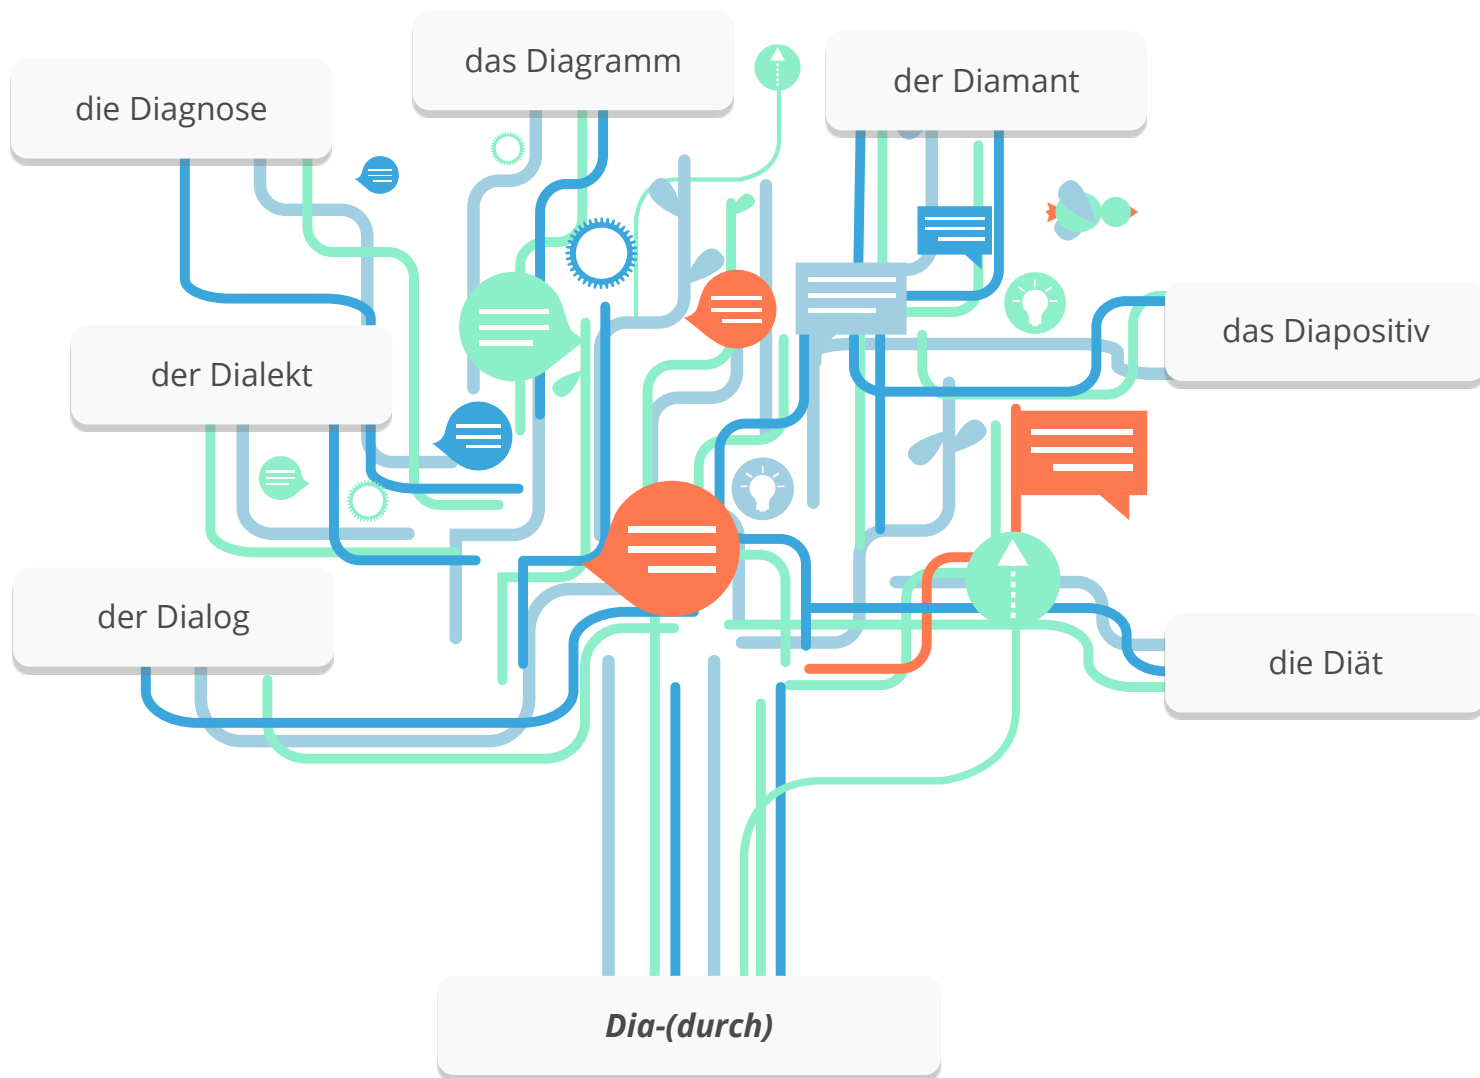 das Diagramm
der Diamant
die Diagnose
das Diapositiv
der Dialekt
der Dialog
die Diät
Dia-(durch)